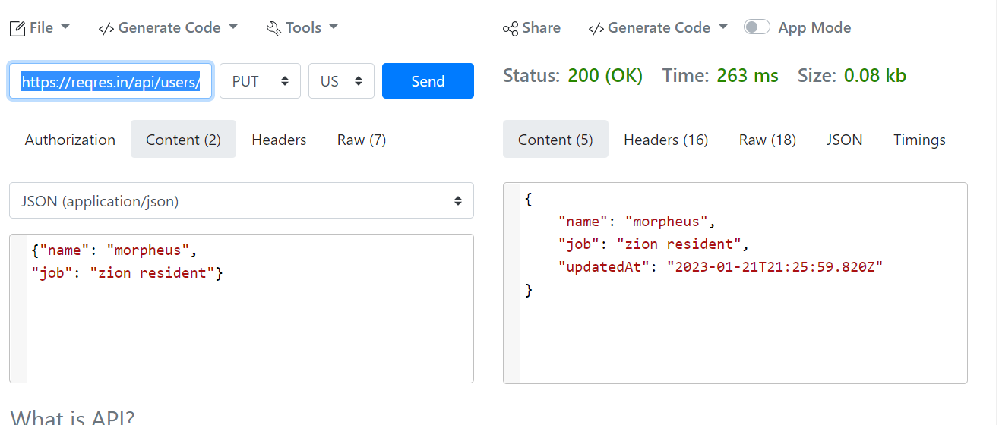 File
</> Generate Code
Tools
Share
</> Generate Code
App Mode
https://reqres.in/api/users/
PUT
US
Send
Status: 200 (OK) Time: 263 ms Size: 0.08 kb
Authorization
Content (2)
Headers
Raw (7)
Content (5)
Headers (16)
Raw (18)
JSON
Timings
JSON (application/json)
{"name": "morpheus",
"job": "zion resident"}
{
"name": "morpheus",
"job": "zion resident",
"updatedAt": "2023-01-21T21:25:59.820Z"
}
What is API?